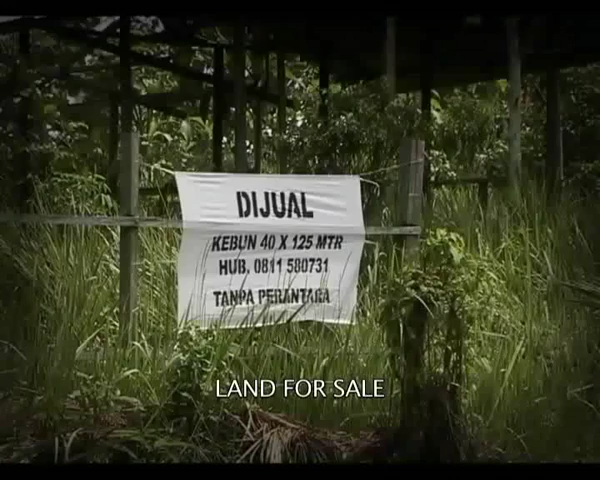 DIJUAL
KEBUN 40 X 125 MTR
HUB. 0811 580731
TANPA PERANTARA
LAND FOR SALE